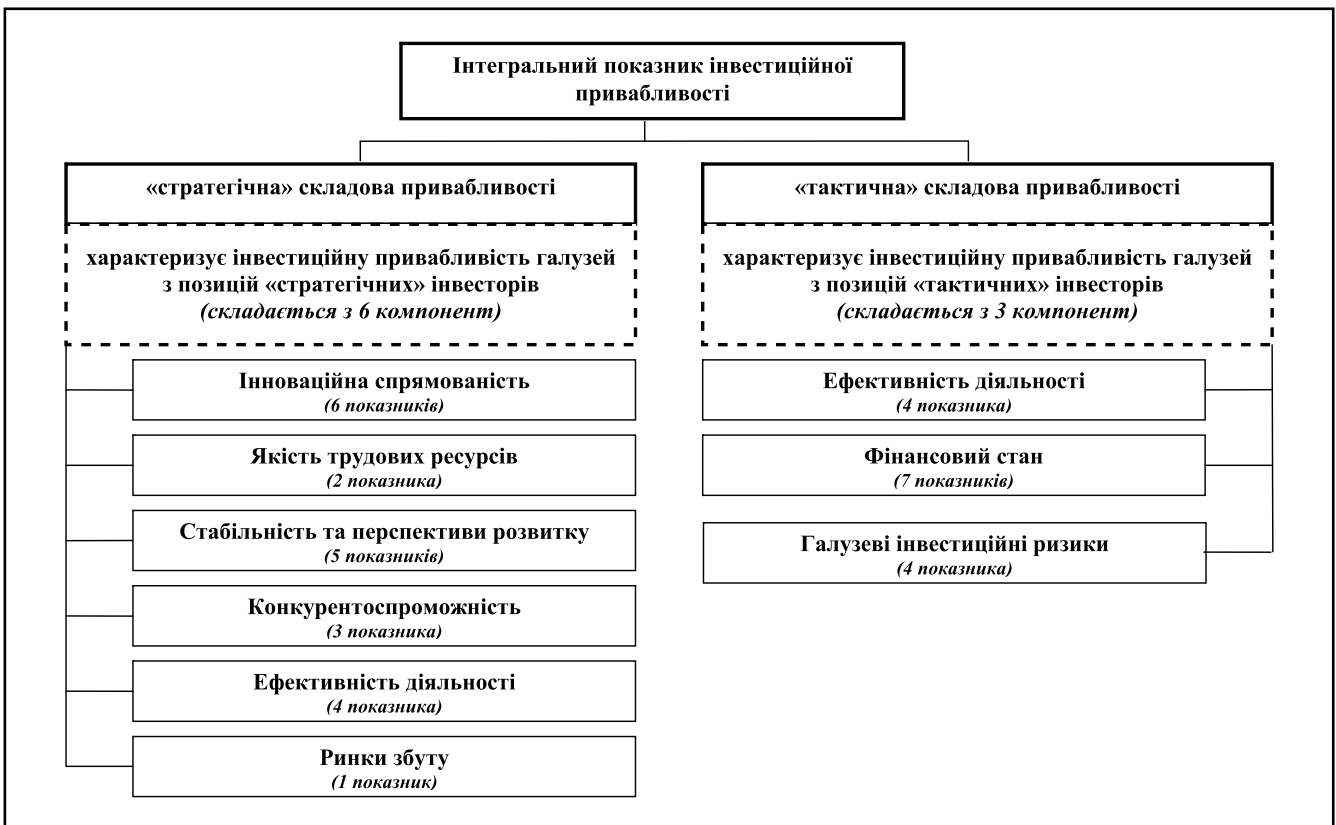 Інтегральний показник інвестиційної
привабливості
«стратегічна» складова привабливості
характеризує інвестиційну привабливість галузей
з позицій «стратегічних» інвесторів
(складається з 6 компонент)
Інноваційна спрямованість
(6 показників)
Якість трудових ресурсів
(2 показника)
Стабільність та перспективи розвитку
(5 показників)
Конкурентоспроможність
(3 показника)
Ефективність діяльності
(4 показника)
Ринки збуту
(1 показник)
«тактична» складова привабливості
характеризує інвестиційну привабливість галузей
з позицій «тактичних» інвесторів
(складається з 3 компонент)
Ефективність діяльності
(4 показника)
Фінансовий стан
(7 показників)
Галузеві інвестиційні ризики
(4 показника)